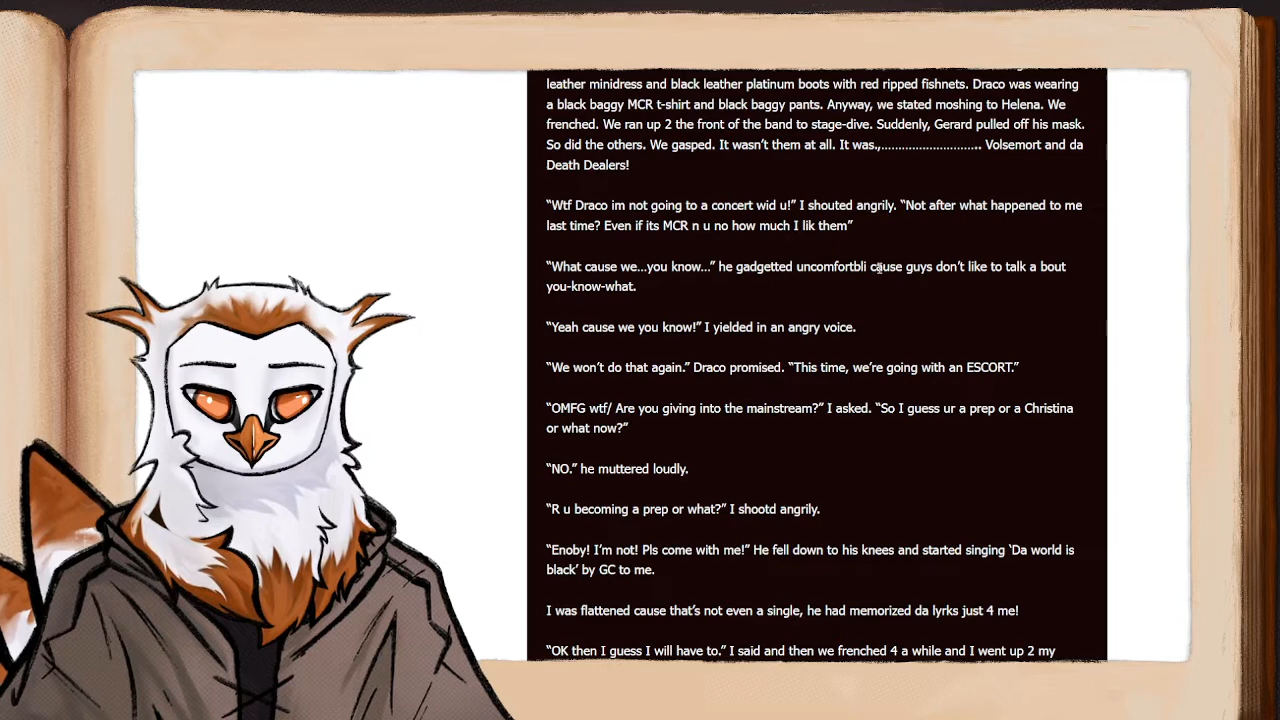 leather minidress and black leather platinum boots with red ripped fishnets. Draco was wearing
a black baggy MCR t-shirt and black baggy pants. Anyway, we stated moshing to Helena. We
frenched. We ran up 2 the front of the band to stage-dive. Suddenly, Gerard pulled off his mask.
So did the others. We gasped. It wasn’t them at all. It was.,……………………….. Volsemort and da
Death Dealers!
“Wtf Draco im not going to a concert wid u!” I shouted angrily. “Not after what happened to me
last time? Even if its MCR n u no how much I lik them”
“What cause we…you know…” he gadgetted uncomfortbli cause guys don’t like to talk a bout
you-know-what.
“Yeah cause we you know!” I yielded in an angry voice.
“We won’t do that again.” Draco promised. “This time, we’re going with an ESCORT.”
“OMFG wtf/ Are you giving into the mainstream?” I asked. “So I guess ur a prep or a Christina
or what now?”
“NO.” he muttered loudly.
“R u becoming a prep or what?” I shootd angrily.
“Enoby! I’m not! Pls come with me!” He fell down to his knees and started singing ‘Da world is
black’ by GC to me.
I was flattened cause that’s not even a single, he had memorized da lyrks just 4 me!
“OK then I guess I will have to.” I said and then we frenched 4 a while and I went up 2 my